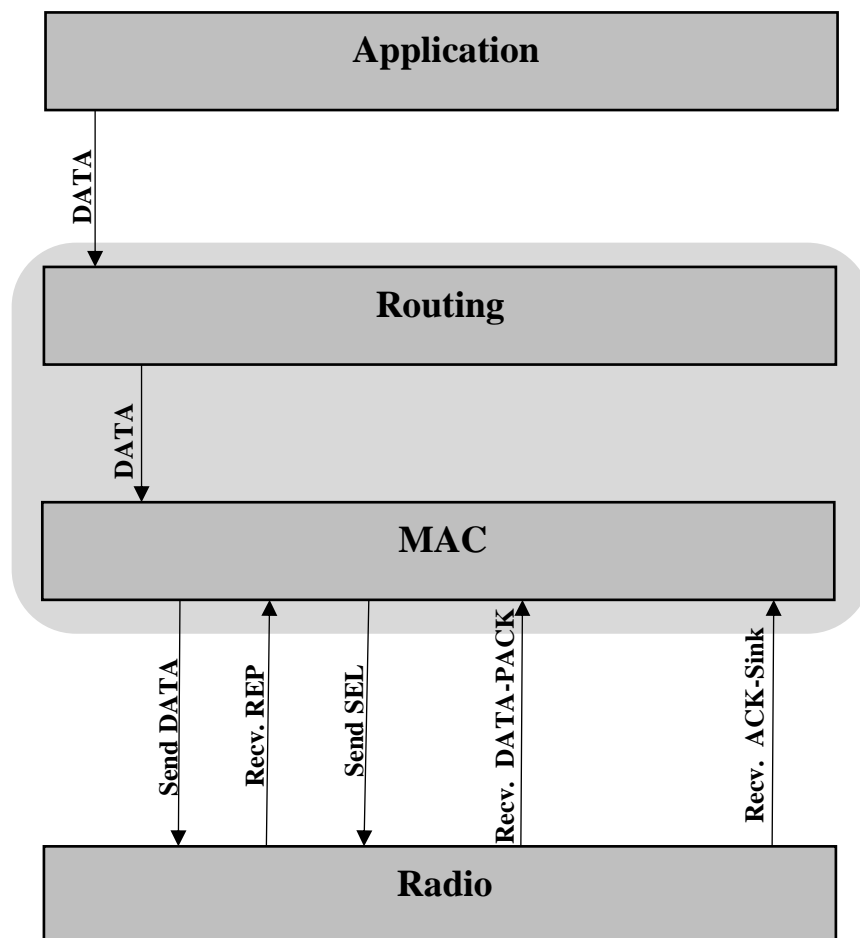 Application
DATA
Routing
DATA
MAC
Send DATA
Recv. REP
Send SEL
Recv. DATA-PACK
Recv. ACK-Sink
Radio